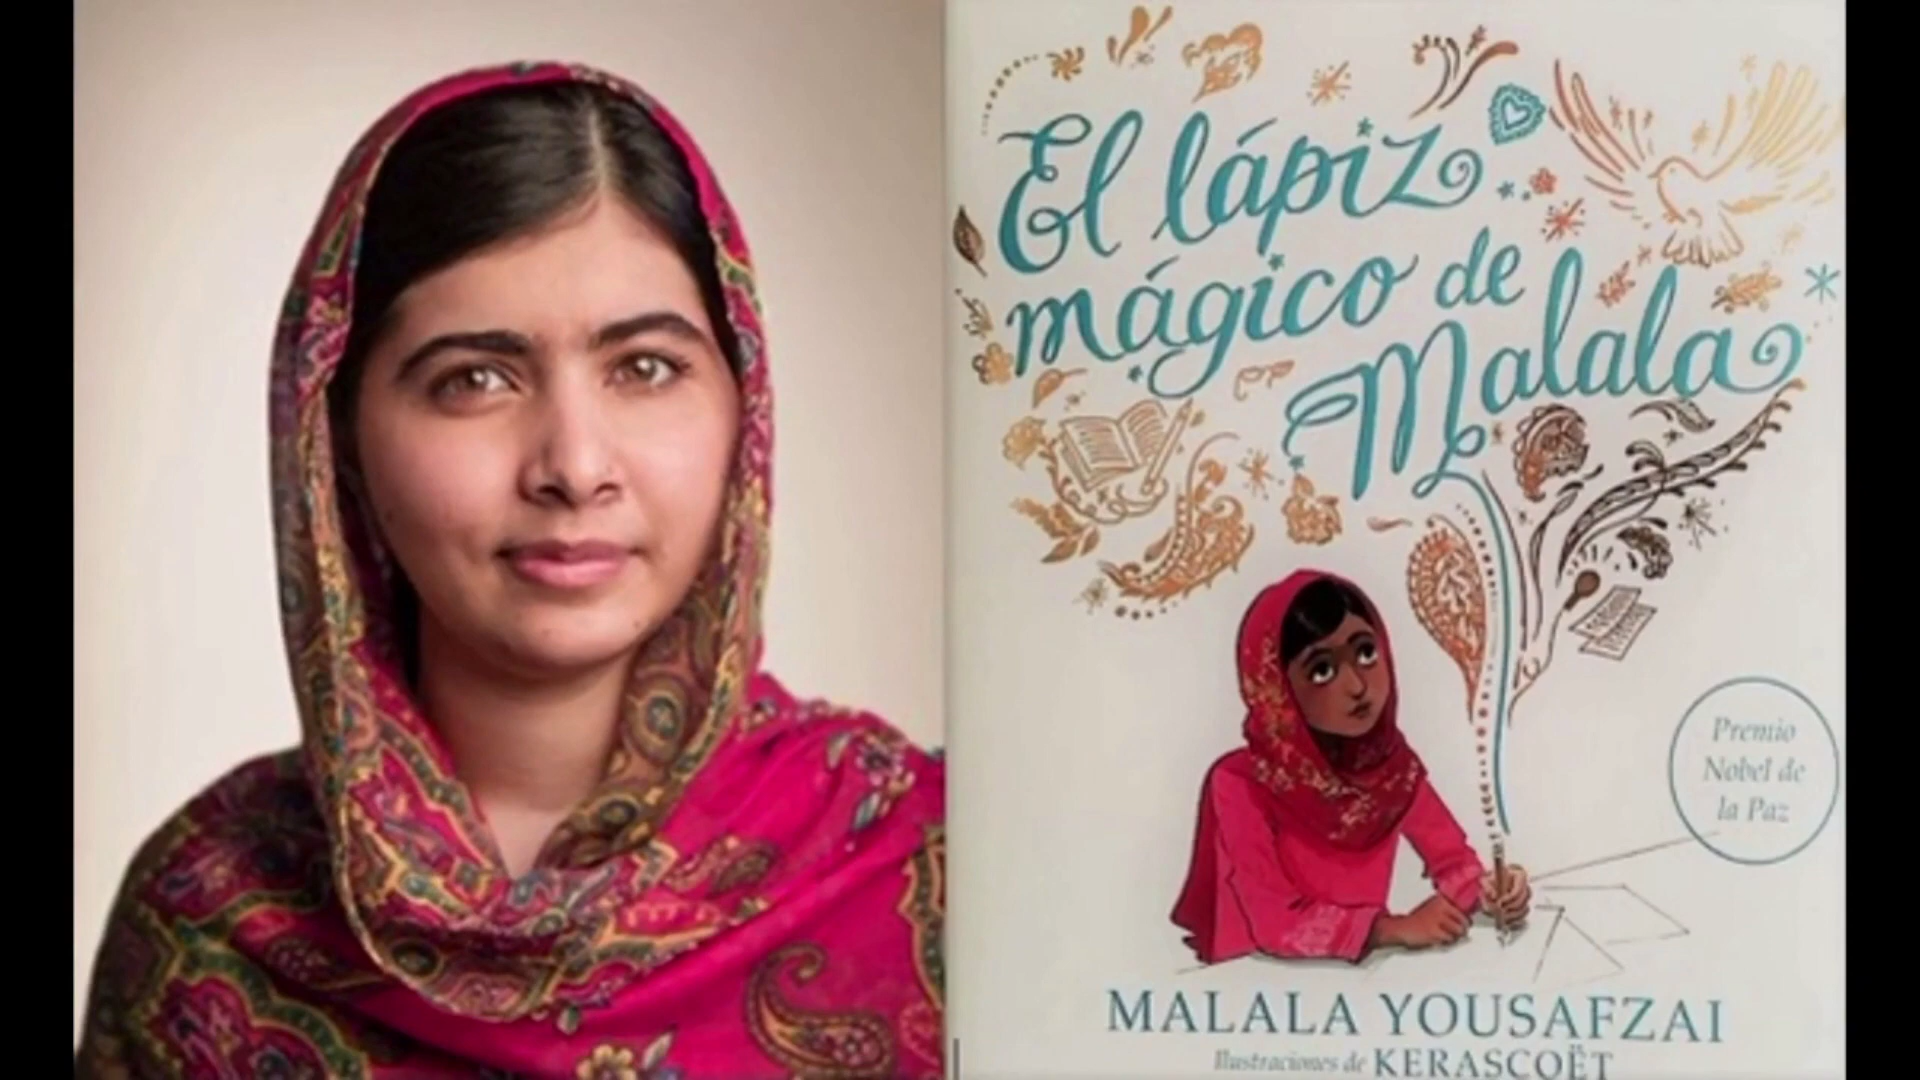 El lápiz
mágico de
Malala
Premio
Nobel de
la Paz
MALALA YOUSAFZAI
Ilustraciones de KERASCOËT